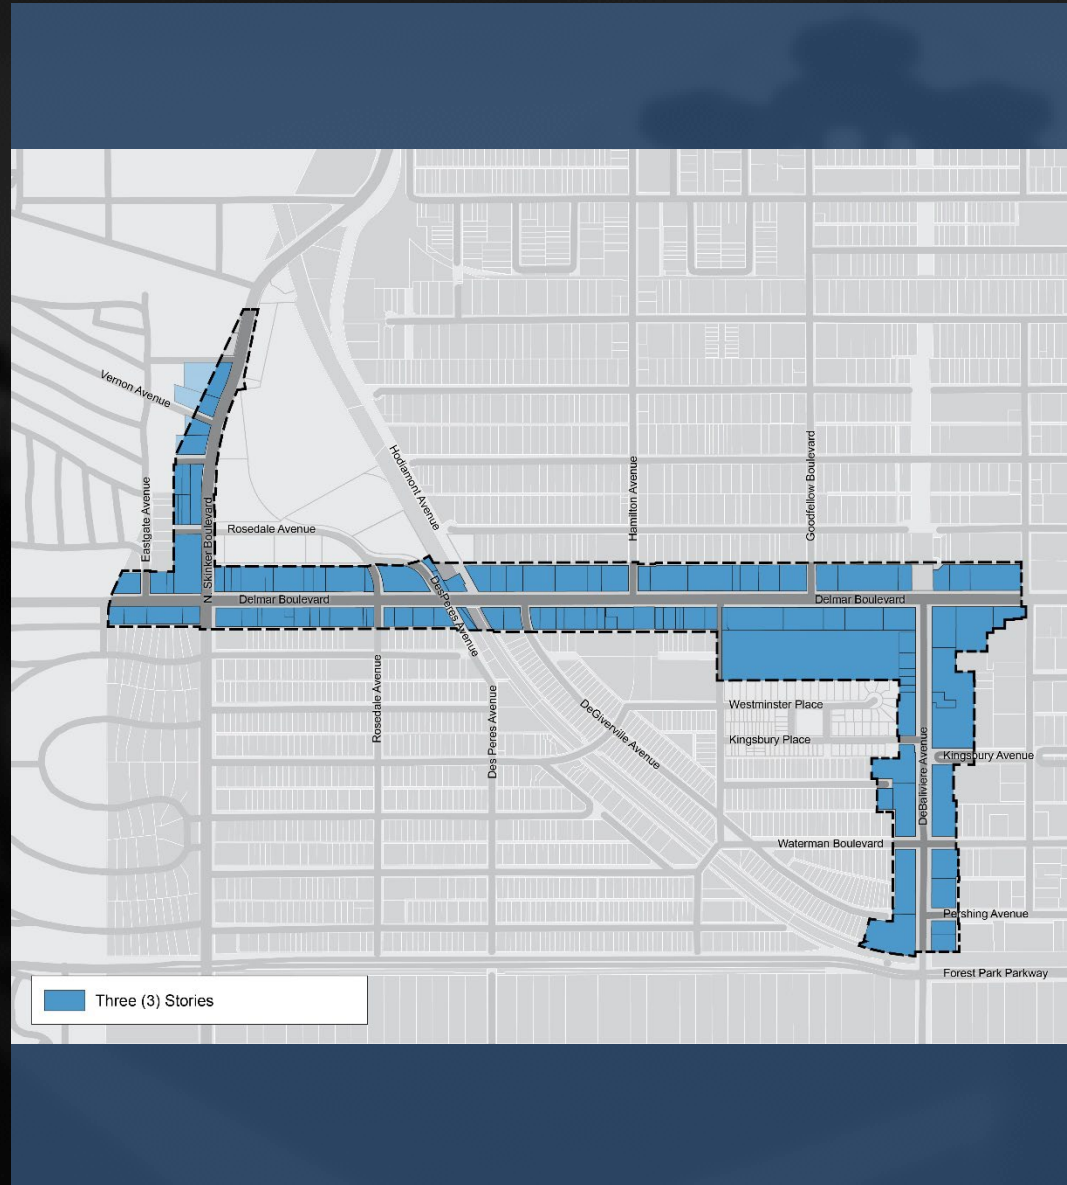 Vernon Avenue
Hodiamont Avenue
Hamilton Avenue
Goodfellow Boulevard
Eastgate Avenue
N. Skinker Boulevard
Rosedale Avenue
Delmar Boulevard
Delmar Boulevard
DesPeres Avenue
Rosedale Avenue
Des Peres Avenue
DeGiverville Avenue
Westminster Place
Kingsbury Place
DeBaliviere Avenue
Kingsbury Avenue
Waterman Boulevard
Pershing Avenue
Forest Park Parkway
Three (3) Stories